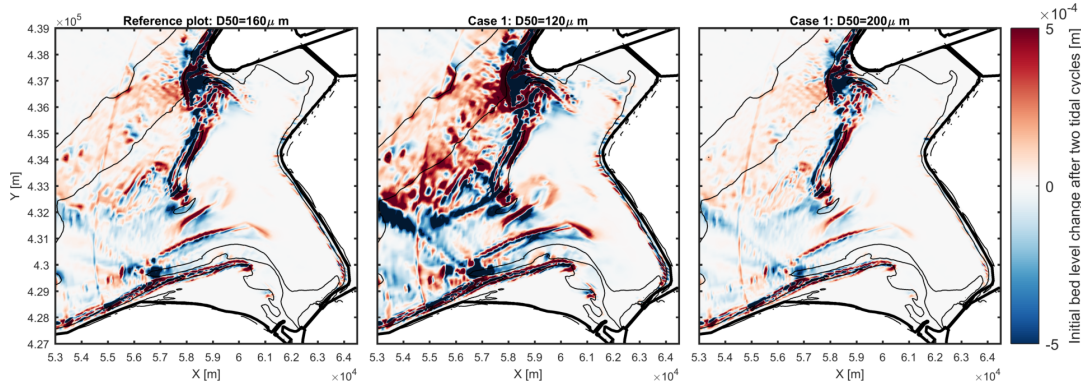 Reference plot: D50=160μ m
Case 1: D50=120μ m
Case 1: D50=200μ m
×10⁵
4.39
4.38
4.37
4.36
4.35
4.34
4.33
4.32
4.31
4.3
4.29
4.28
4.27
Y [m]
5.3 5.4 5.5 5.6 5.7 5.8 5.9 6 6.1 6.2 6.3 6.4
X [m]
×10⁴
5.3 5.4 5.5 5.6 5.7 5.8 5.9 6 6.1 6.2 6.3 6.4
X [m]
×10⁴
5.3 5.4 5.5 5.6 5.7 5.8 5.9 6 6.1 6.2 6.3 6.4
X [m]
×10⁴
×10⁻⁴
5
0
-5
Initial bed level change after two tidal cycles [m]